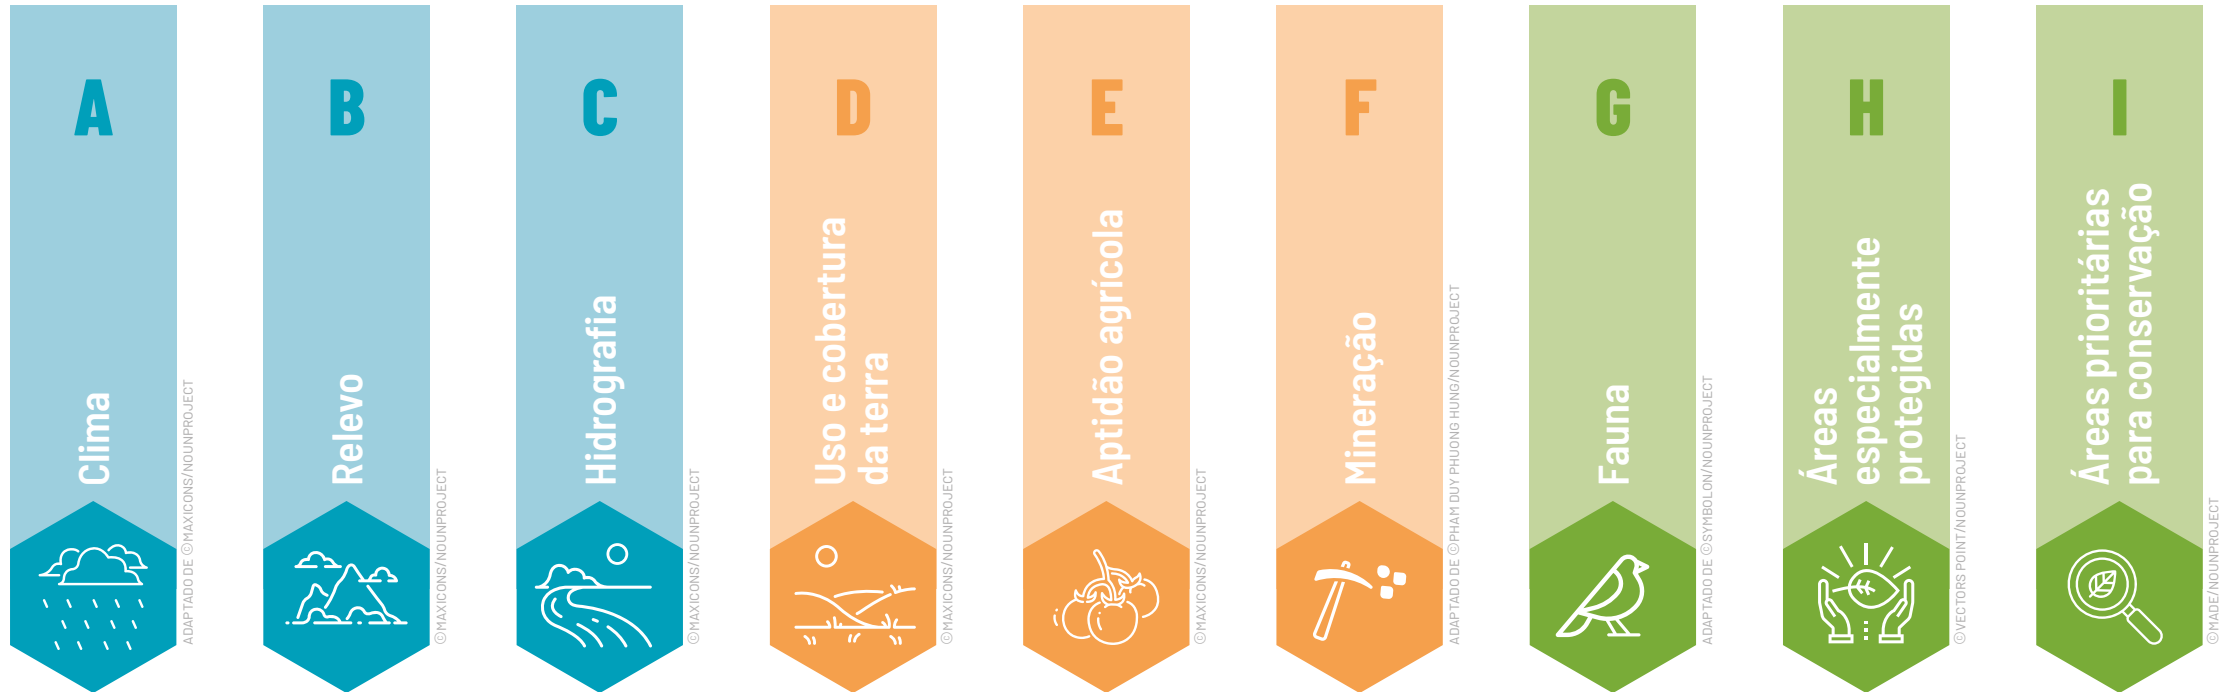 A
Clima
ADAPTADO DE ©MAXICONS/NOUNPROJECT
B
Relevo
©MAXICONS/NOUNPROJECT
C
Hidrografia
©MAXICONS/NOUNPROJECT
D
Uso e cobertura
da terra
©MAXICONS/NOUNPROJECT
E
Aptidão agrícola
©MAXICONS/NOUNPROJECT
F
Mineração
ADAPTADO DE ©PHAM DUY PHUONG HUNG/NOUNPROJECT
G
Fauna
ADAPTADO DE ©SYMBOLON/NOUNPROJECT
H
Áreas
especialmente
protegidas
©VECTORS POINT/NOUNPROJECT
I
Áreas prioritárias
para conservação
©MADE/NOUNPROJECT